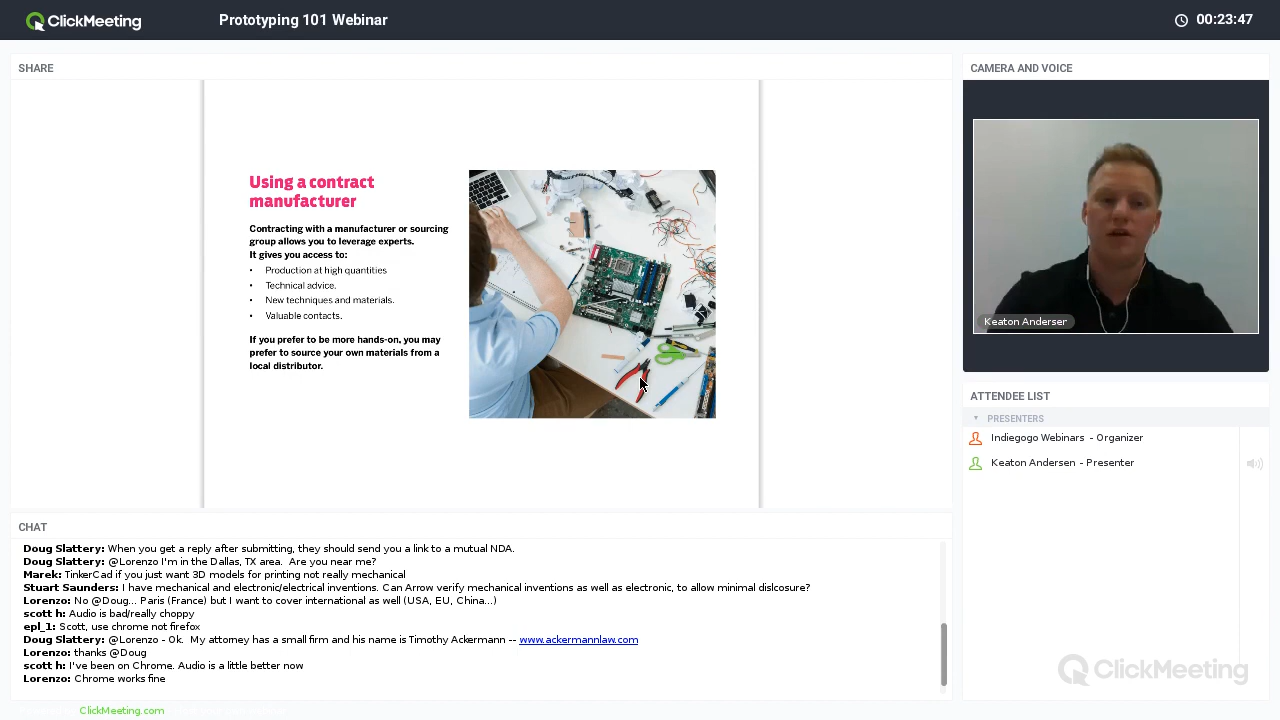 ClickMeeting
Prototyping 101 Webinar
00:23:47
SHARE
Using a contract
manufacturer
Contracting with a manufacturer or sourcing
group allows you to leverage experts.
It gives you access to:
• Production at high quantities
• Technical advice.
• New techniques and materials.
• Valuable contacts.
If you prefer to be more hands-on, you may
prefer to source your own materials from a
local distributor.
CAMERA AND VOICE
Keaton Andersen
ATTENDEE LIST
PRESENTERS
Indiegogo Webinars - Organizer
Keaton Andersen - Presenter
CHAT
Doug Slattery: When you get a reply after submitting, they should send you a link to a mutual NDA.
Doug Slattery: @Lorenzo I'm in the Dallas, TX area. Are you near me?
Marek: TinkerCad if you just want 3D models for printing not really mechanical
Stuart Saunders: I have mechanical and electronic/electrical inventions. Can Arrow verify mechanical inventions as well as electronic, to allow minimal dislcosure?
Lorenzo: No @Doug... Paris (France) but I want to cover international as well (USA, EU, China...)
scott h: Audio is bad/really choppy
epl_1: Scott, use chrome not firefox
Doug Slattery: @Lorenzo - Ok. My attorney has a small firm and his name is Timothy Ackermann -- www.ackermannlaw.com
Lorenzo: thanks @Doug
scott h: I've been on Chrome. Audio is a little better now
Lorenzo: Chrome works fine
ClickMeeting
ClickMeeting.com